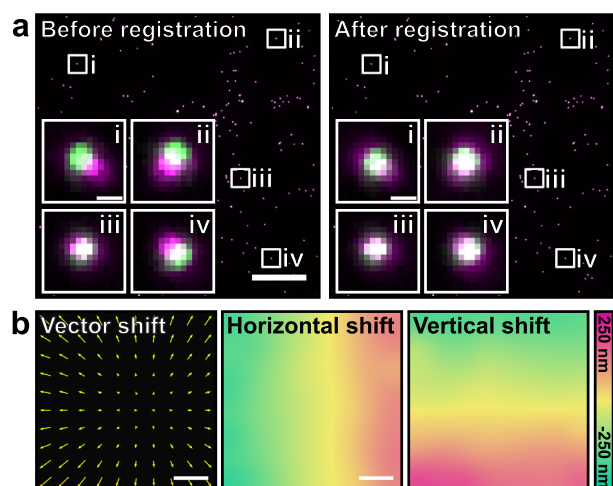 a
Before registration
i
ii
iii
iv
i
ii
iii
iv
After registration
i
ii
iii
iv
i
ii
iii
iv
b
Vector shift
Horizontal shift
Vertical shift
250 nm
-250 nm